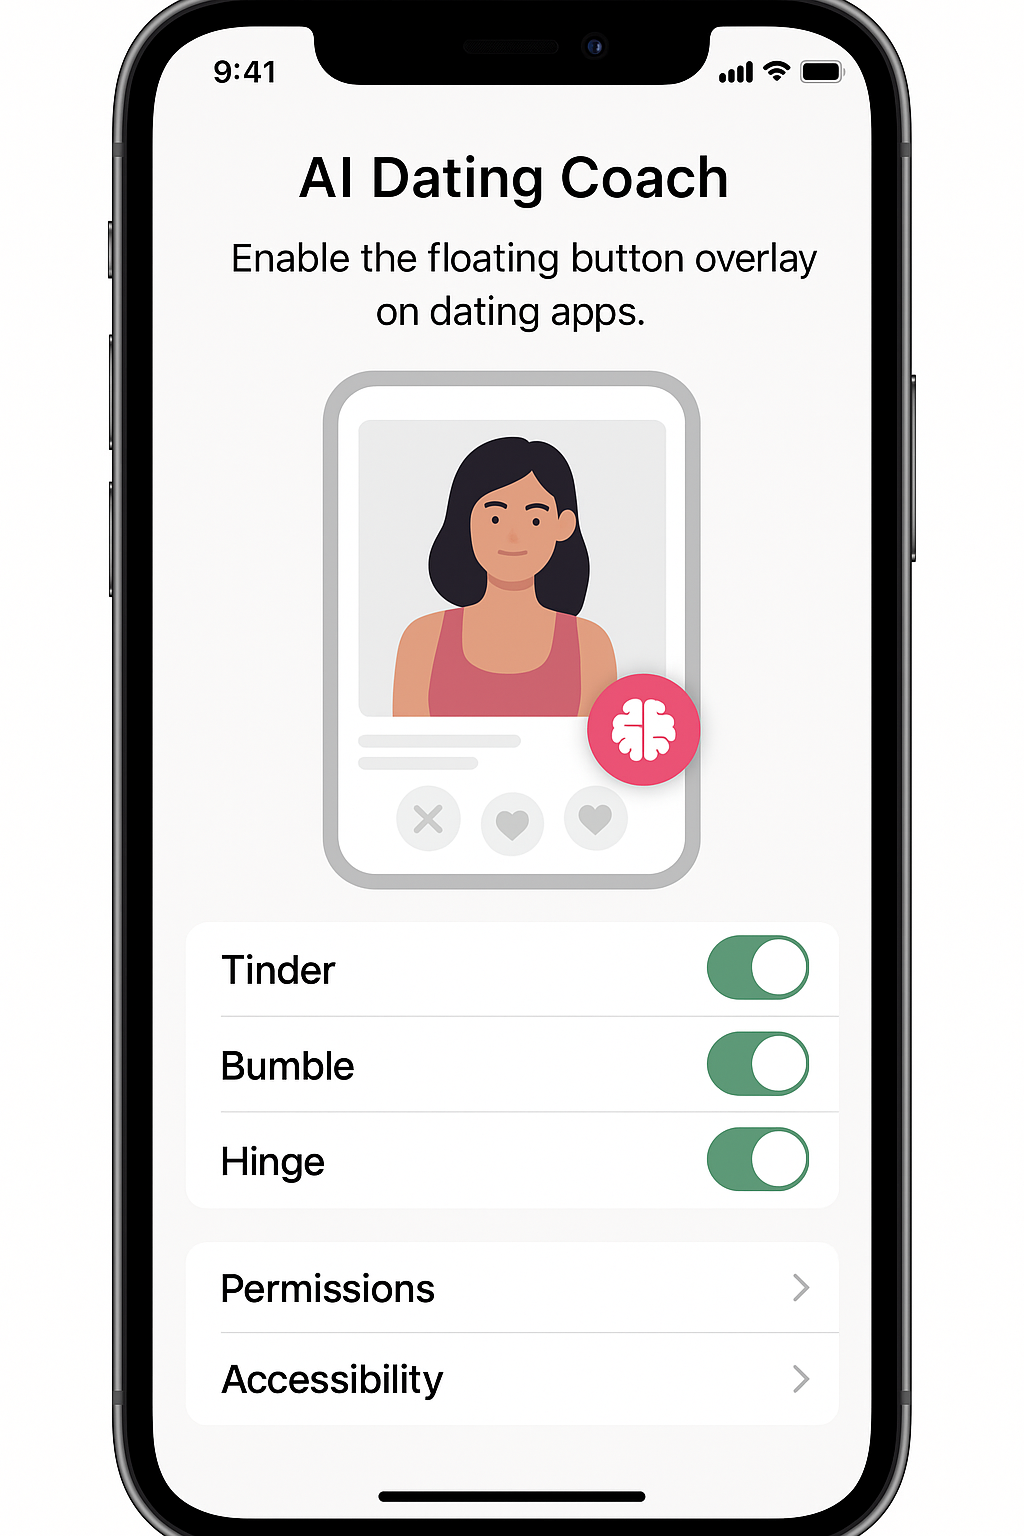 9:41
AI Dating Coach
Enable the floating button overlay
on dating apps.
Tinder
Bumble
Hinge
Permissions
Accessibility